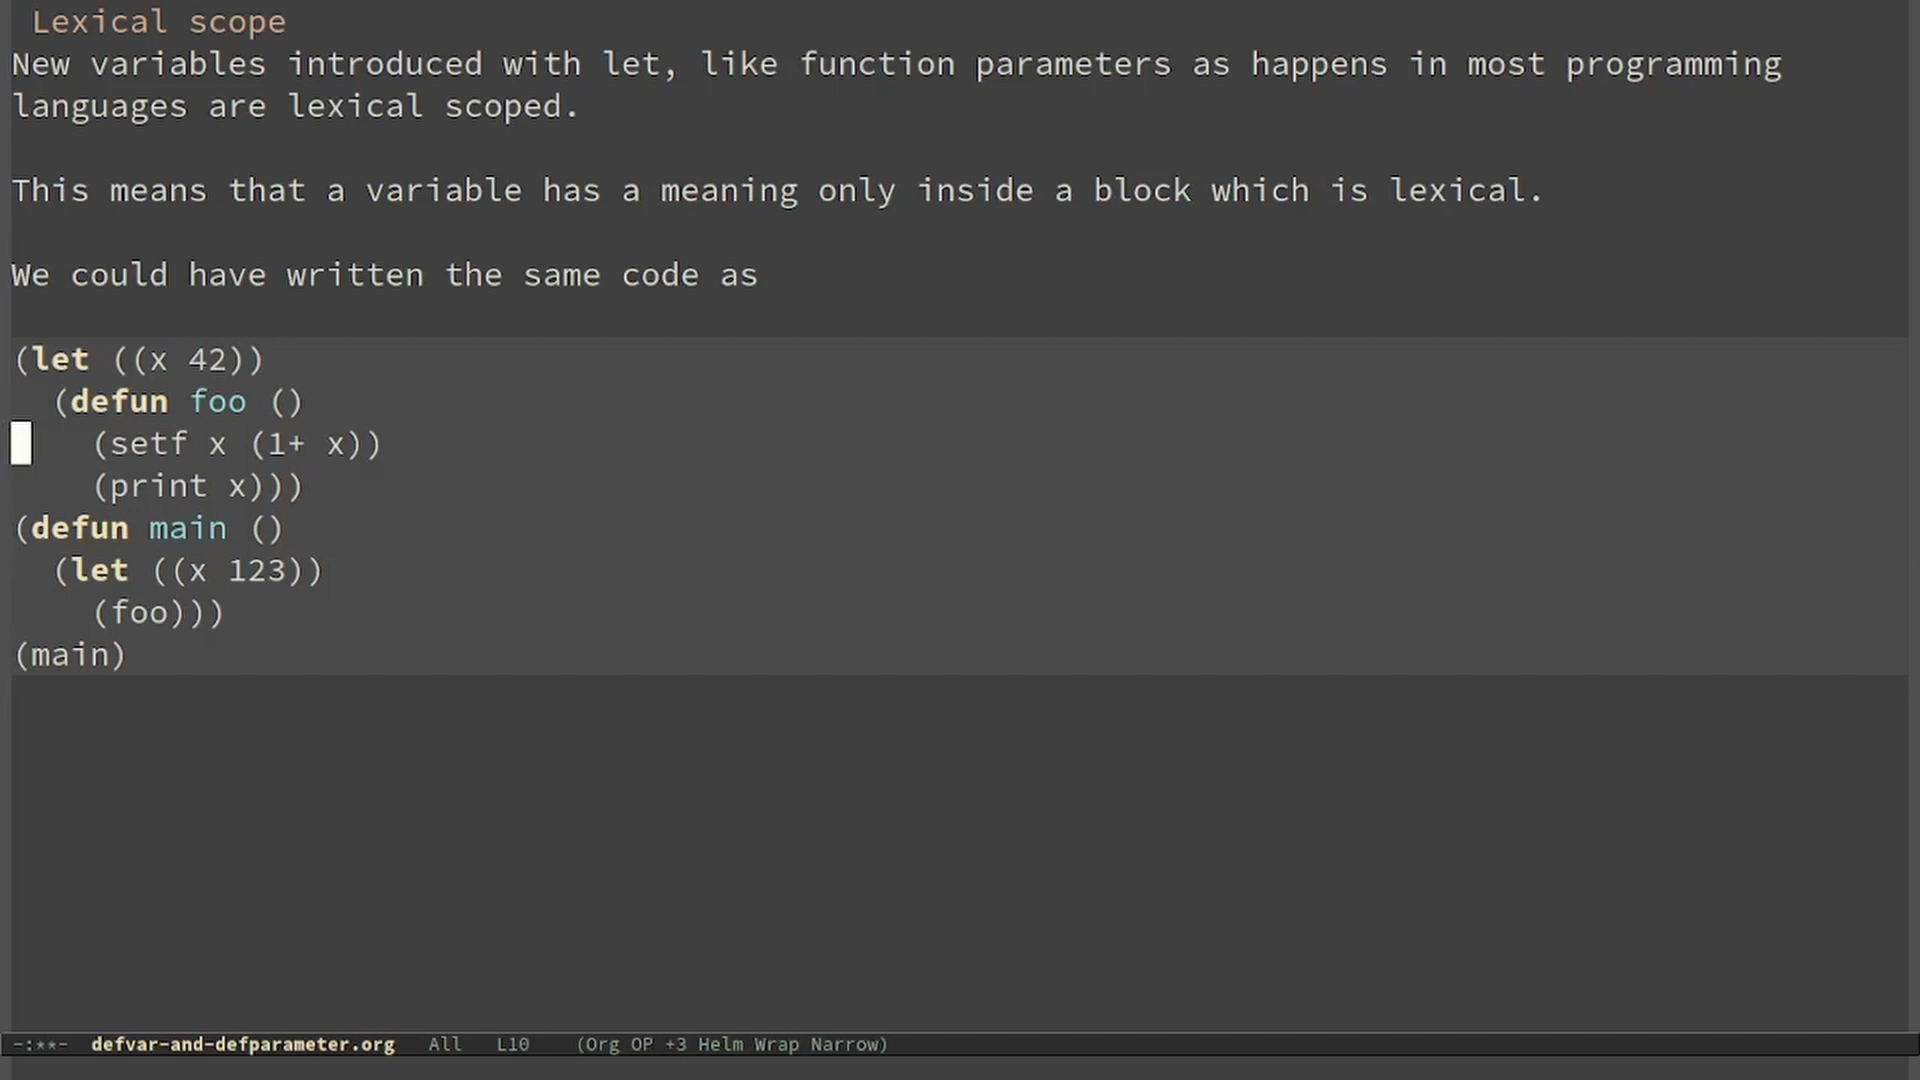 Lexical scope
New variables introduced with let, like function parameters as happens in most programming
languages are lexical scoped.
This means that a variable has a meaning only inside a block which is lexical.
We could have written the same code as
(let ((x 42))
  (defun foo ()
    (setf x (1+ x))
    (print x)))
(defun main ()
  (let ((x 123))
    (foo)))
(main)
-:**-  defvar-and-defparameter.org   All   L10    (Org OP +3 Helm Wrap Narrow)